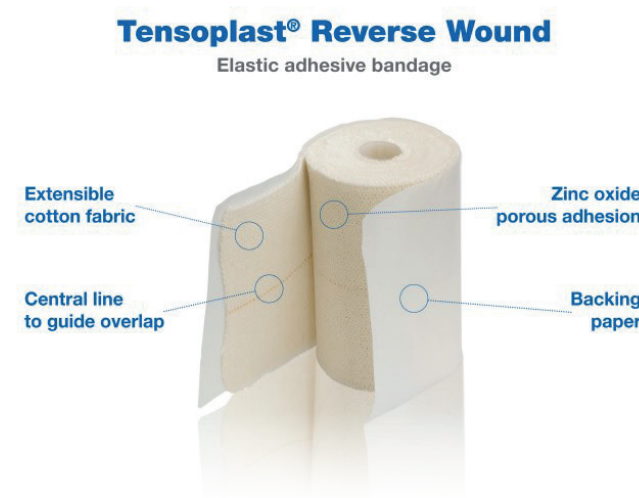 Tensoplast® Reverse Wound
Elastic adhesive bandage
Extensible
cotton fabric
Zinc oxide
porous adhesion
Central line
to guide overlap
Backing
paper